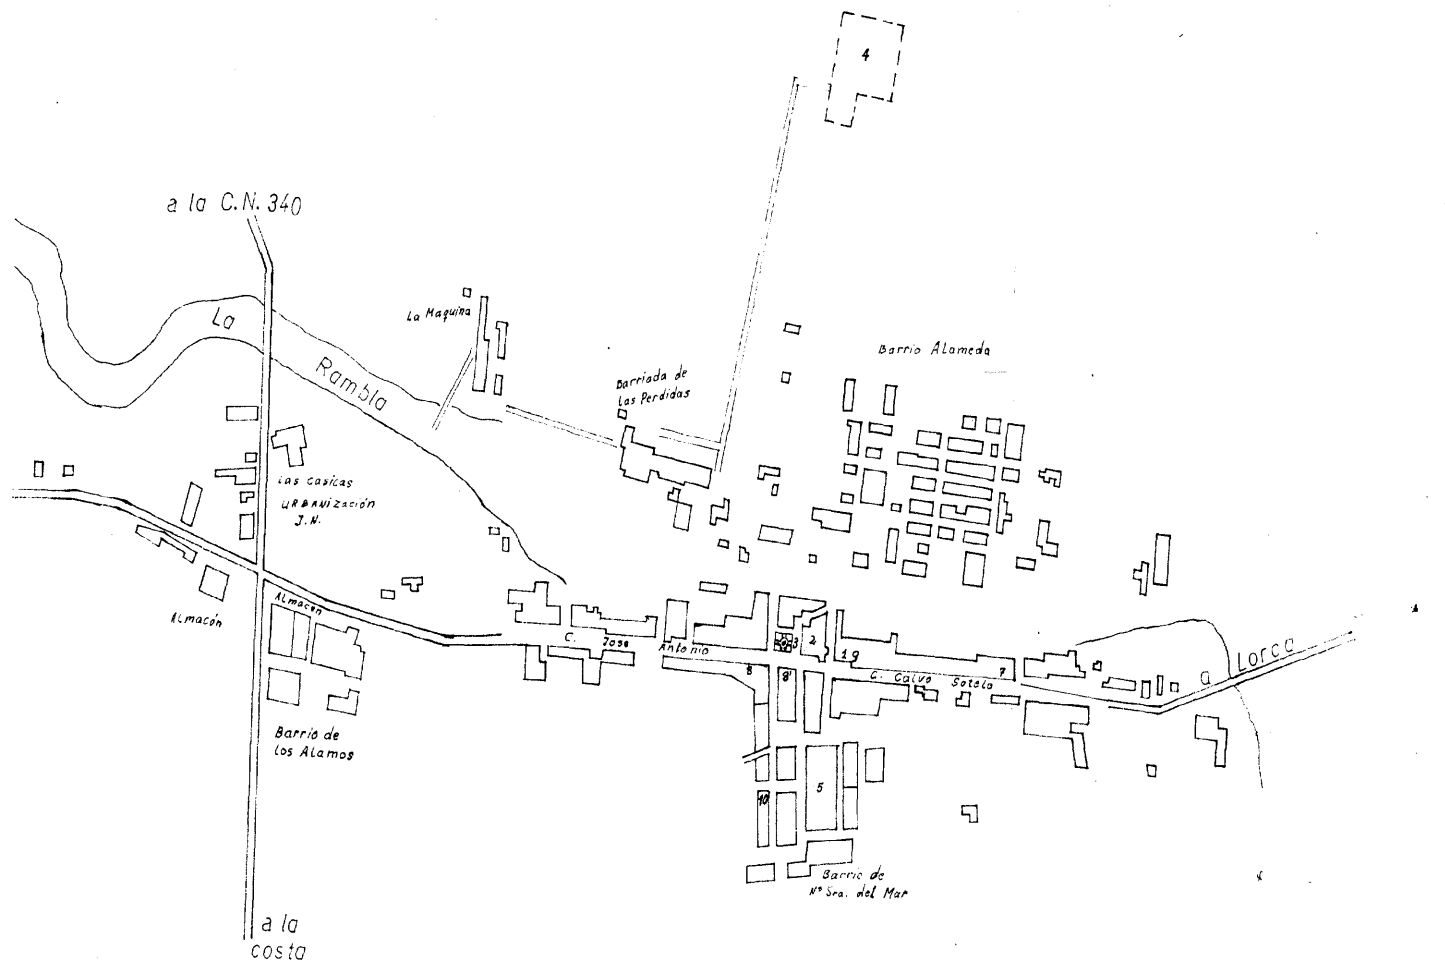 4
a la C.N. 340
La
Rambla
La Maquina
Barriada de
Las Perdidas
Barrio Alameda
Las Casicas
URBANización
J.N.
Almacón
Almacen
C. Jose Antonio
3
2
1 9
8
8'
7
C. Calvo Sotelo
a Lorca
Barrio de
Los Alamos
5
10
Barrio de
Nª Sra. del Mar
a la
costa